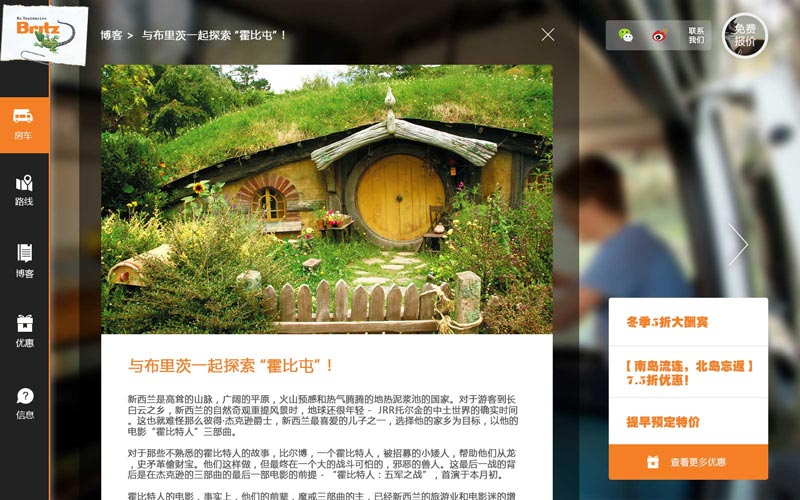 No Boundaries
Britz
房车
路线
博客
优惠
信息
博客 > 与布里茨一起探索 “霍比屯” !
联系
我们
免费
报价
与布里茨一起探索 “霍比屯” !
新西兰是高耸的山脉，广阔的平原，火山预感和热气腾腾的地热泥浆池的国家。对于游客到长
白云之乡，新西兰的自然奇观重提风景时，地球还很年轻 - JRR托尔金的中土世界的确实时间
。这也就难怪那么彼得·杰克逊爵士，新西兰最喜爱的儿子之一，选择他的家乡为目标，以他的
电影“霍比特人”三部曲。
对于那些不熟悉的霍比特人的故事，比尔博，一个霍比特人，被招募的小矮人，帮助他们从龙
，史矛革偷财宝。他们这样做，但最终在一个大的战斗可怕的，邪恶的兽人。这最后一战的背
后是在杰克逊的三部曲的最后一部电影的前提 - “霍比特人：五军之战”，首演于本月初。
霍比特人的电影，事实上，他们的前辈，魔戒三部曲的主，已经新西兰的旅游业和电影迷的增
冬季5折大酬宾
【南岛流连，北岛忘返】
7.5折优惠！
提早预定特价
查看更多优惠